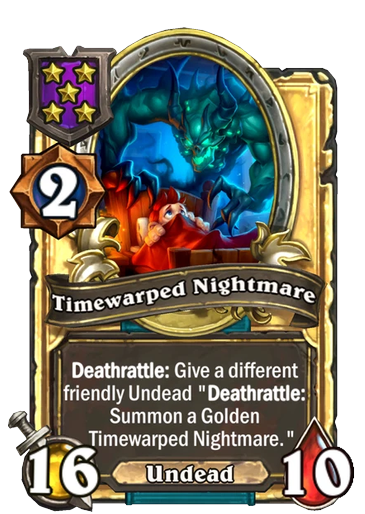 2
Timewarped Nightmare
Deathrattle: Give a different
friendly Undead "Deathrattle:
Summon a Golden
Timewarped Nightmare."
16
Undead
10